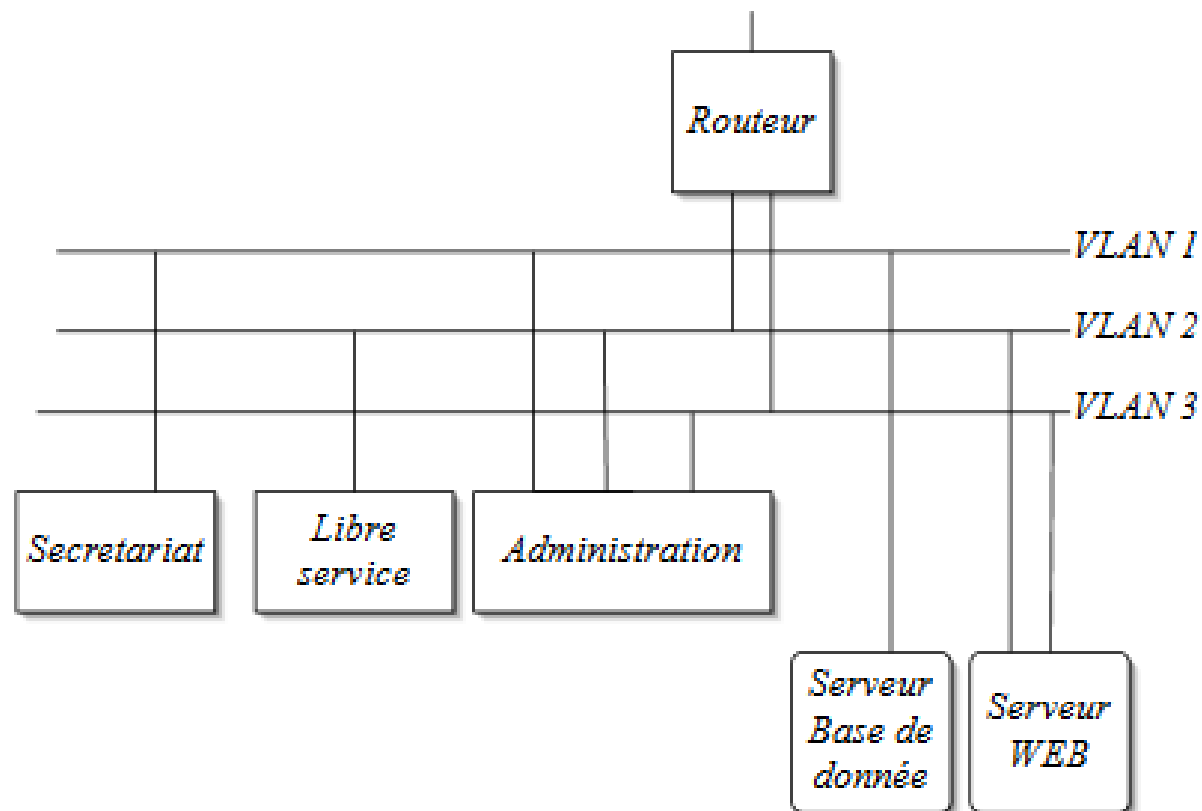 Routeur
VLAN 1
VLAN 2
VLAN 3
Secretariat
Libre
service
Administration
Serveur
Base de
donnée
Serveur
WEB